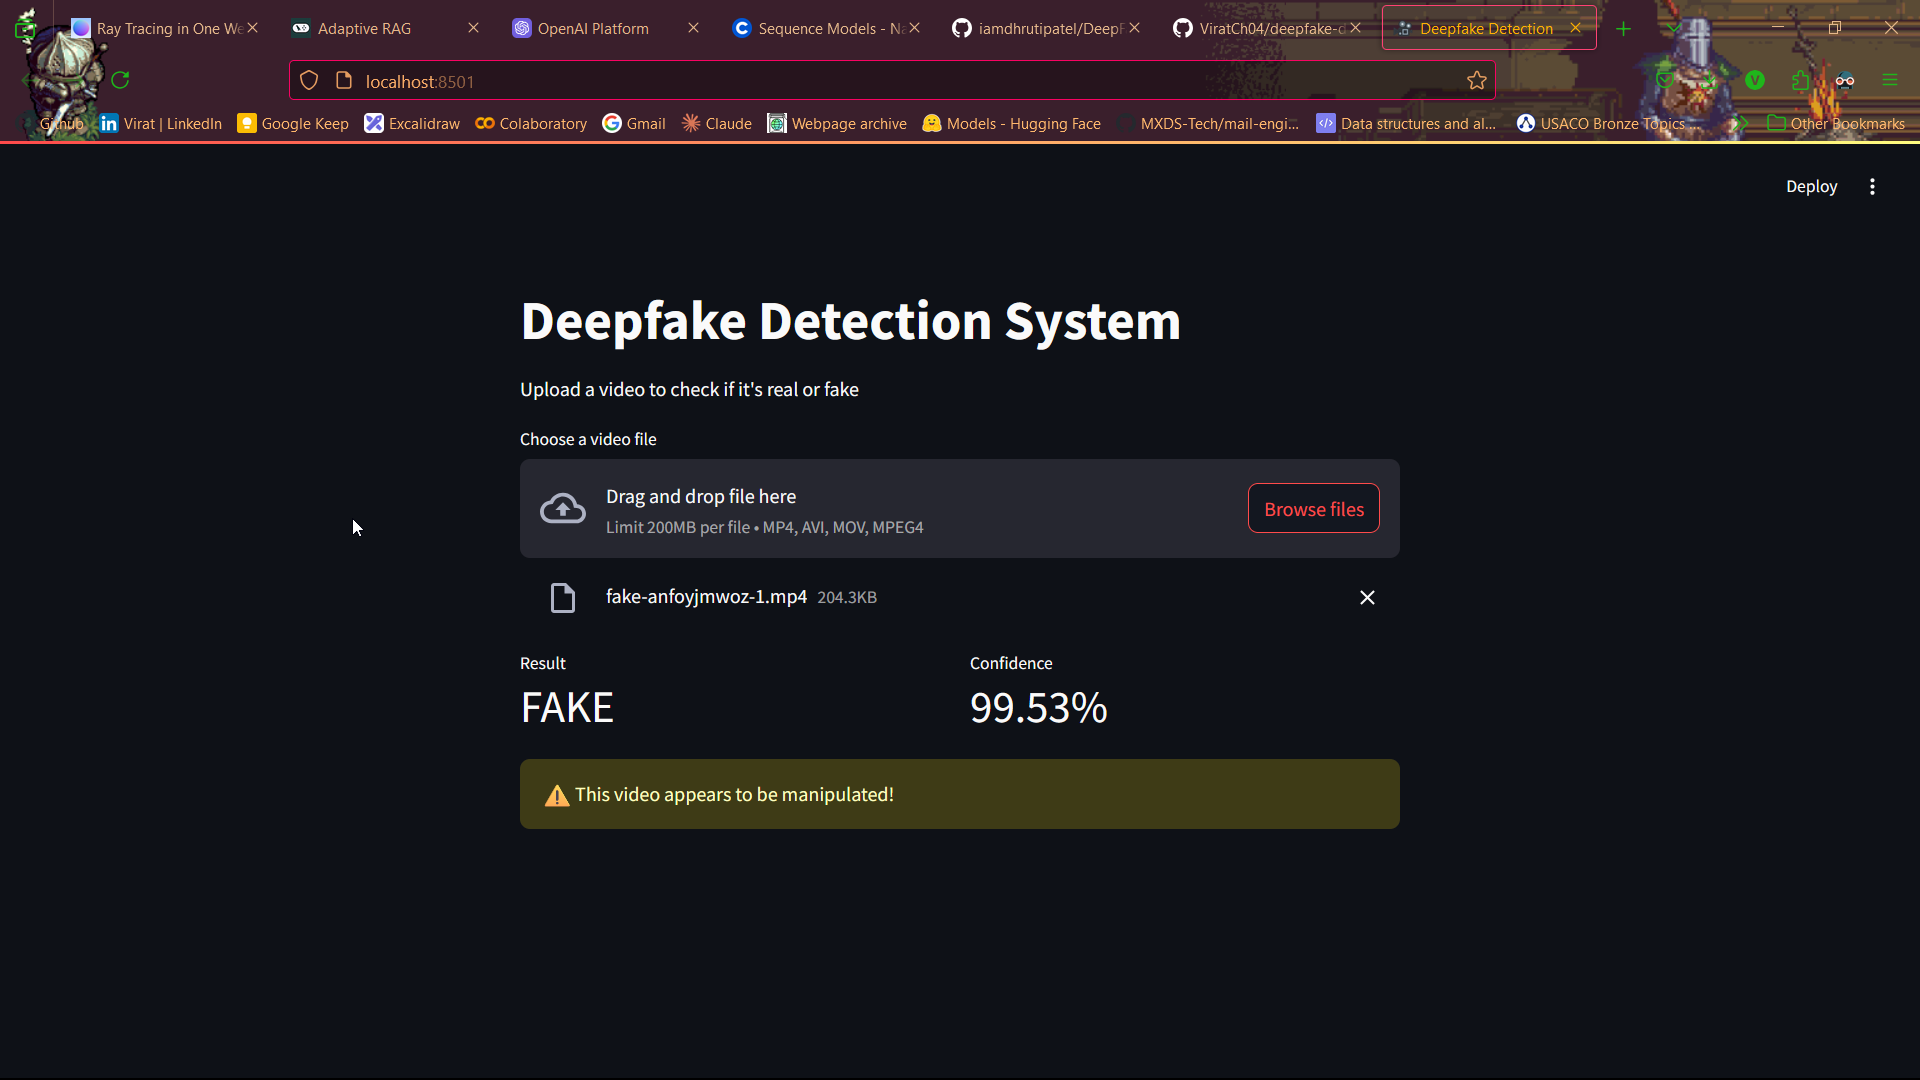 Ray Tracing in One We
Adaptive RAG
OpenAI Platform
Sequence Models - Na
iamdhrutipatel/DeepF
ViratCh04/deepfake-d
Deepfake Detection
localhost:8501
V
Github
Virat | LinkedIn
Google Keep
Excalidraw
Colaboratory
Gmail
Claude
Webpage archive
Models - Hugging Face
MXDS-Tech/mail-engi...
Data structures and al...
USACO Bronze Topics ...
Other Bookmarks
Deploy
Deepfake Detection System
Upload a video to check if it's real or fake
Choose a video file
Drag and drop file here
Limit 200MB per file • MP4, AVI, MOV, MPEG4
Browse files
fake-anfoyjmwoz-1.mp4 204.3KB
Result
Confidence
FAKE
99.53%
This video appears to be manipulated!